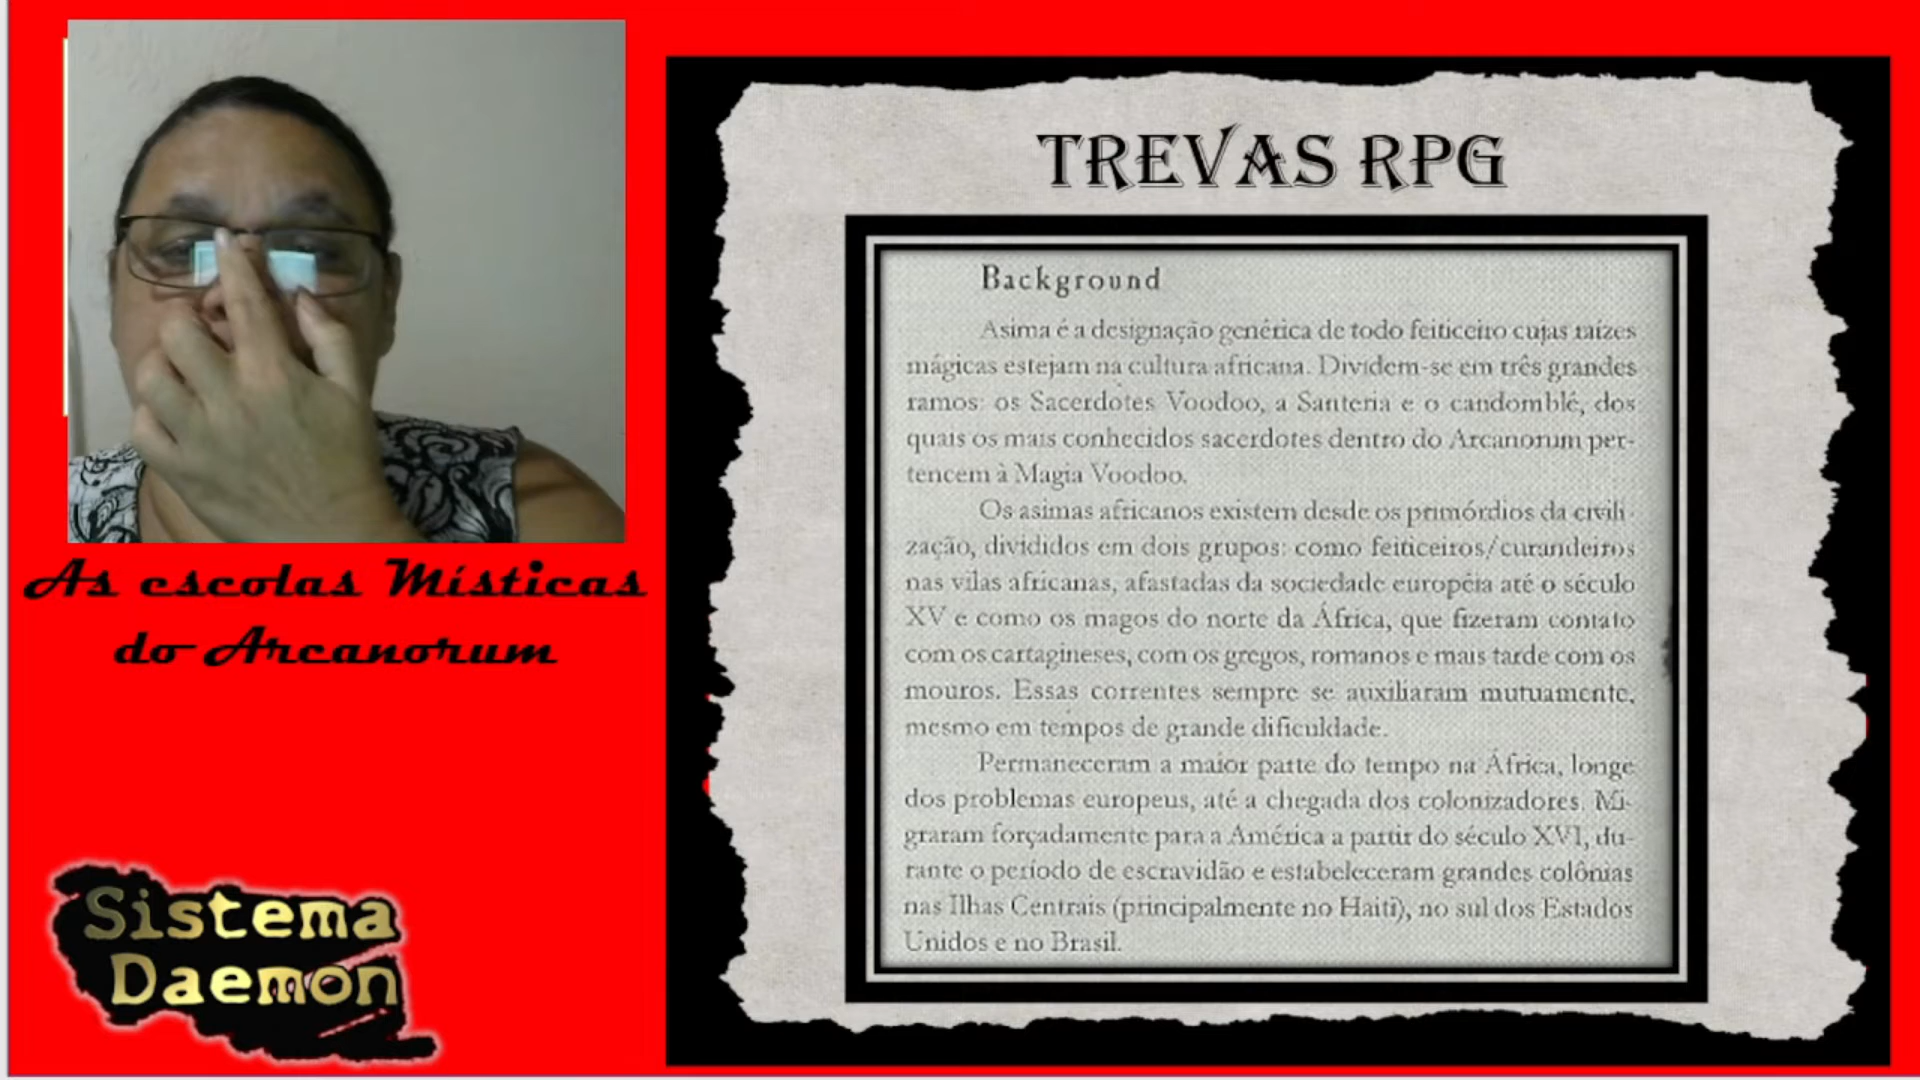 TREVAS RPG
Background
Asima é a designação genérica de todo feiticeiro cujas raízes
mágicas estejam na cultura africana. Dividem-se em três grandes
ramos: os Sacerdotes Voodoo, a Santeria e o candomblé, dos
quais os mais conhecidos sacerdotes dentro do Arcanorum per-
tencem à Magia Voodoo.
Os asimas africanos existem desde os primórdios da civili-
zação, divididos em dois grupos: como feiticeiros/curandeiros
nas vilas africanas, afastadas da sociedade européia até o século
XV e como os magos do norte da África, que fizeram contato
com os cartagineses, com os gregos, romanos e mais tarde com os
mouros. Essas correntes sempre se auxiliaram mutuamente,
mesmo em tempos de grande dificuldade.
Permaneceram a maior parte do tempo na África, longe
dos problemas europeus, até a chegada dos colonizadores. Mi-
graram forçadamente para a América a partir do século XVI, du-
rante o período de escravidão e estabeleceram grandes colônias
nas Ilhas Centrais (principalmente no Haiti), no sul dos Estados
Unidos e no Brasil.
As escolas Místicas
do Arcanorum
Sistema
Daemon